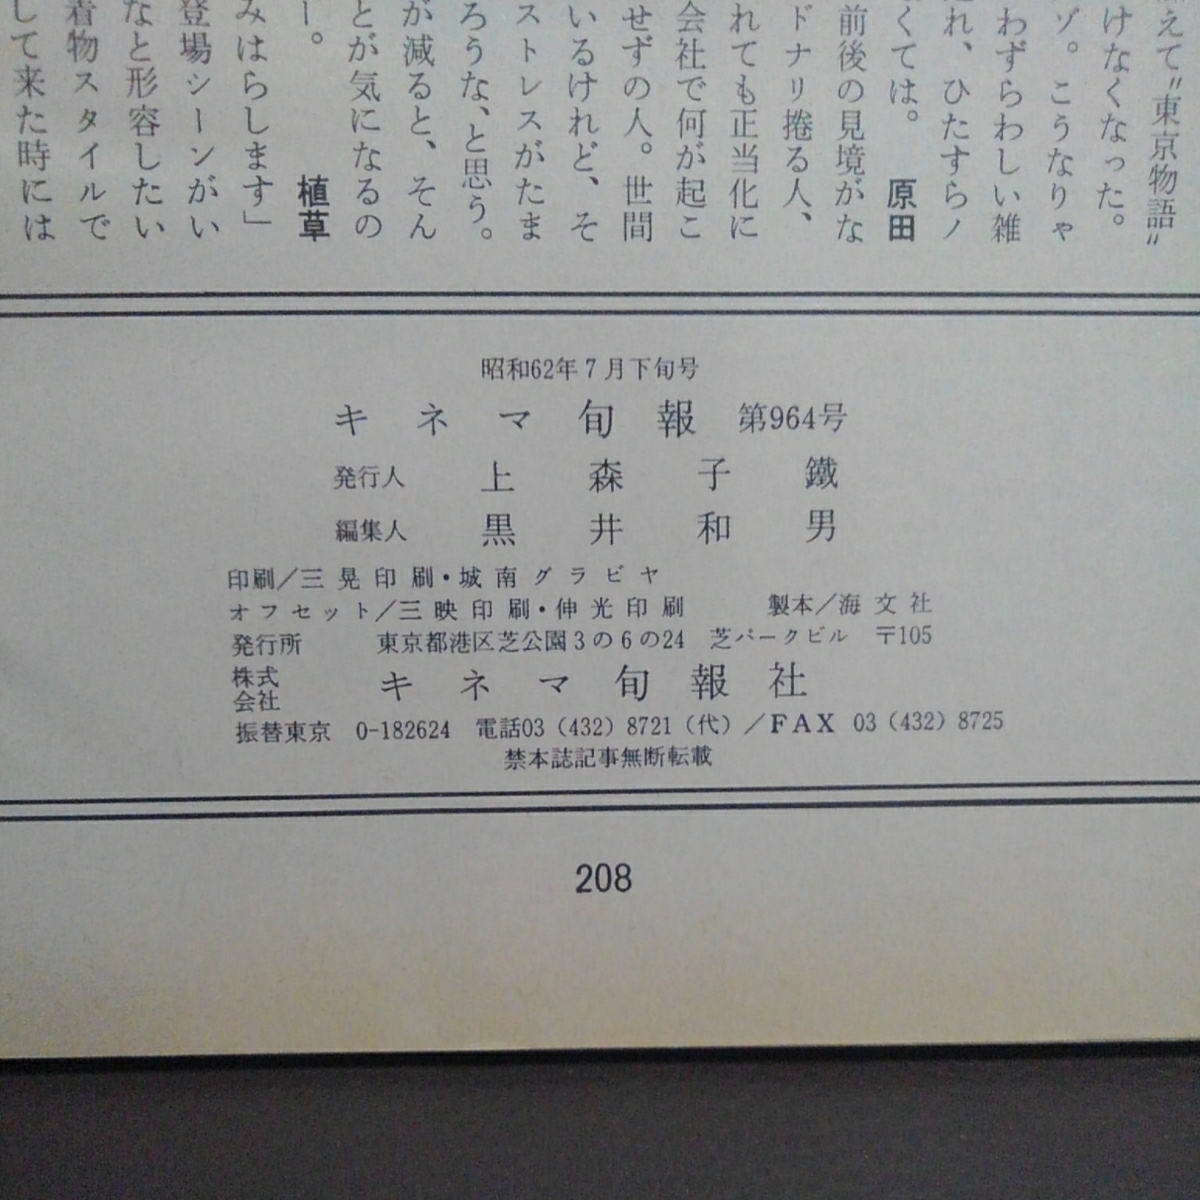 えて"東京物語"
けなくなった。
ゾ。こうなりゃ
わずらわしい雑
れ、ひたすらノ
くては。 原田
前後の見境がな
ドナリ捲る人、
れても正当化に
会社で何が起こ
せずの人。世間
いるけれど、そ
ストレスがたま
ろうな、と思う。
が減ると、そん
とが気になるの
ー。 植草
みはらします」
登場シーンがい
なと形容したい
着物スタイルで
して来た時には
昭和62年7月下旬号
キネマ旬報 第964号
発行人 上森子鐵
編集人 黒井和男
印刷/三晃印刷・城南グラビヤ
オフセット/三映印刷・伸光印刷 製本/海文社
発行所 東京都港区芝公園3の6の24 芝パークビル 〒105
株式会社 キネマ旬報社
振替東京 0-182624 電話03(432)8721(代)/FAX 03(432)8725
禁本誌記事無断転載
208